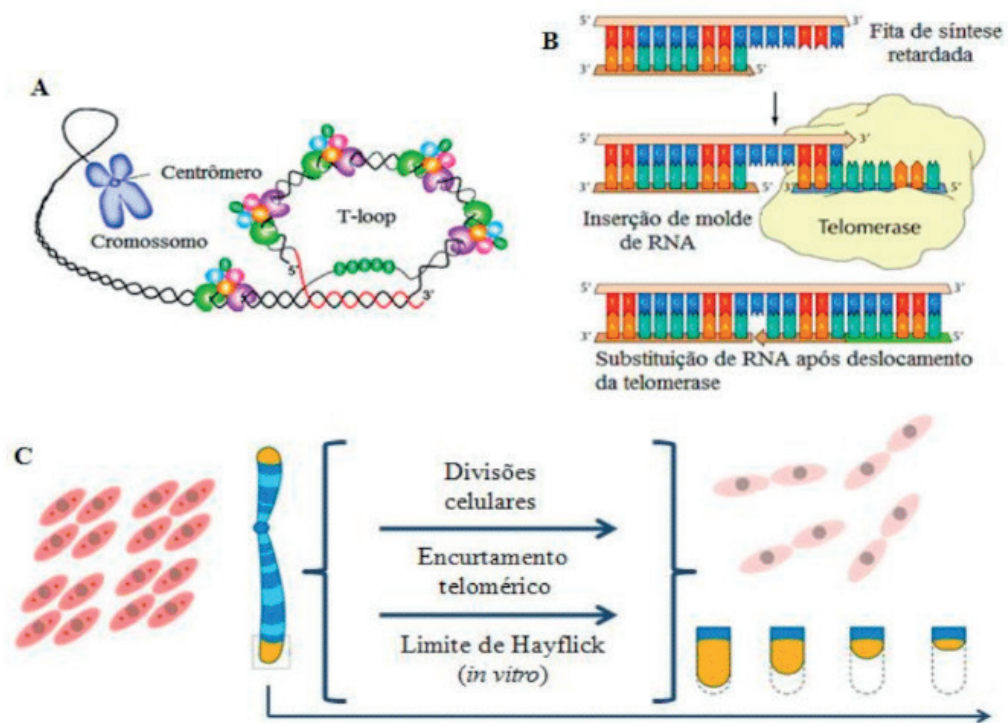 A
Centrômero
Cromossomo
T-loop
5'
3'
B
5'
3'
Fita de síntese
retardada
3'
5'
3'
3'
5'
3'
5'
Inserção de molde
de RNA
Telomerase
5'
3'
3'
5'
Substituição de RNA após deslocamento
da telomerase
C
Divisões
celulares
Encurtamento
telomérico
Limite de Hayflick
(in vitro)